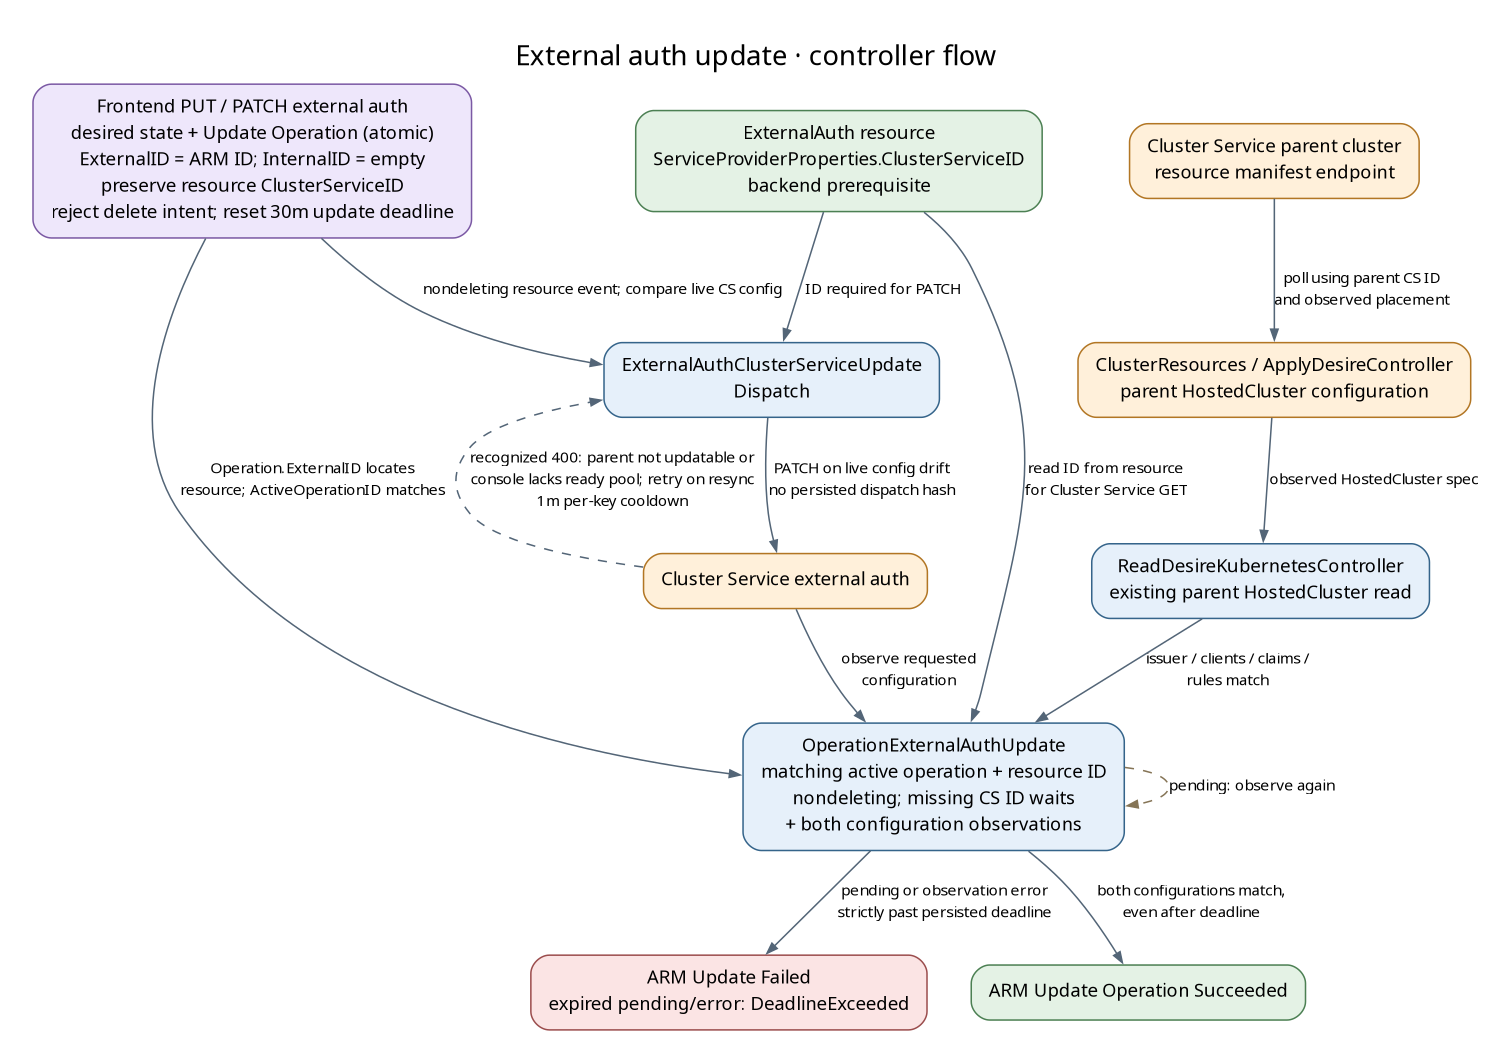 External auth update · controller flow
Frontend PUT / PATCH external auth
desired state + Update Operation (atomic)
ExternalID = ARM ID; InternalID = empty
preserve resource ClusterServiceID
reject delete intent; reset 30m update deadline
ExternalAuth resource
ServiceProviderProperties.ClusterServiceID
backend prerequisite
Cluster Service parent cluster
resource manifest endpoint
nondeleting resource event; compare live CS config
ID required for PATCH
poll using parent CS ID
and observed placement
ExternalAuthClusterServiceUpdate
Dispatch
ClusterResources / ApplyDesireController
parent HostedCluster configuration
Operation.ExternalID locates
resource; ActiveOperationID matches
recognized 400: parent not updatable or
console lacks ready pool; retry on resync
1m per-key cooldown
PATCH on live config drift
no persisted dispatch hash
read ID from resource
for Cluster Service GET
observed HostedCluster spec
Cluster Service external auth
ReadDesireKubernetesController
existing parent HostedCluster read
observe requested
configuration
issuer / clients / claims /
rules match
OperationExternalAuthUpdate
matching active operation + resource ID
nondeleting; missing CS ID waits
+ both configuration observations
pending: observe again
pending or observation error
strictly past persisted deadline
both configurations match,
even after deadline
ARM Update Failed
expired pending/error: DeadlineExceeded
ARM Update Operation Succeeded